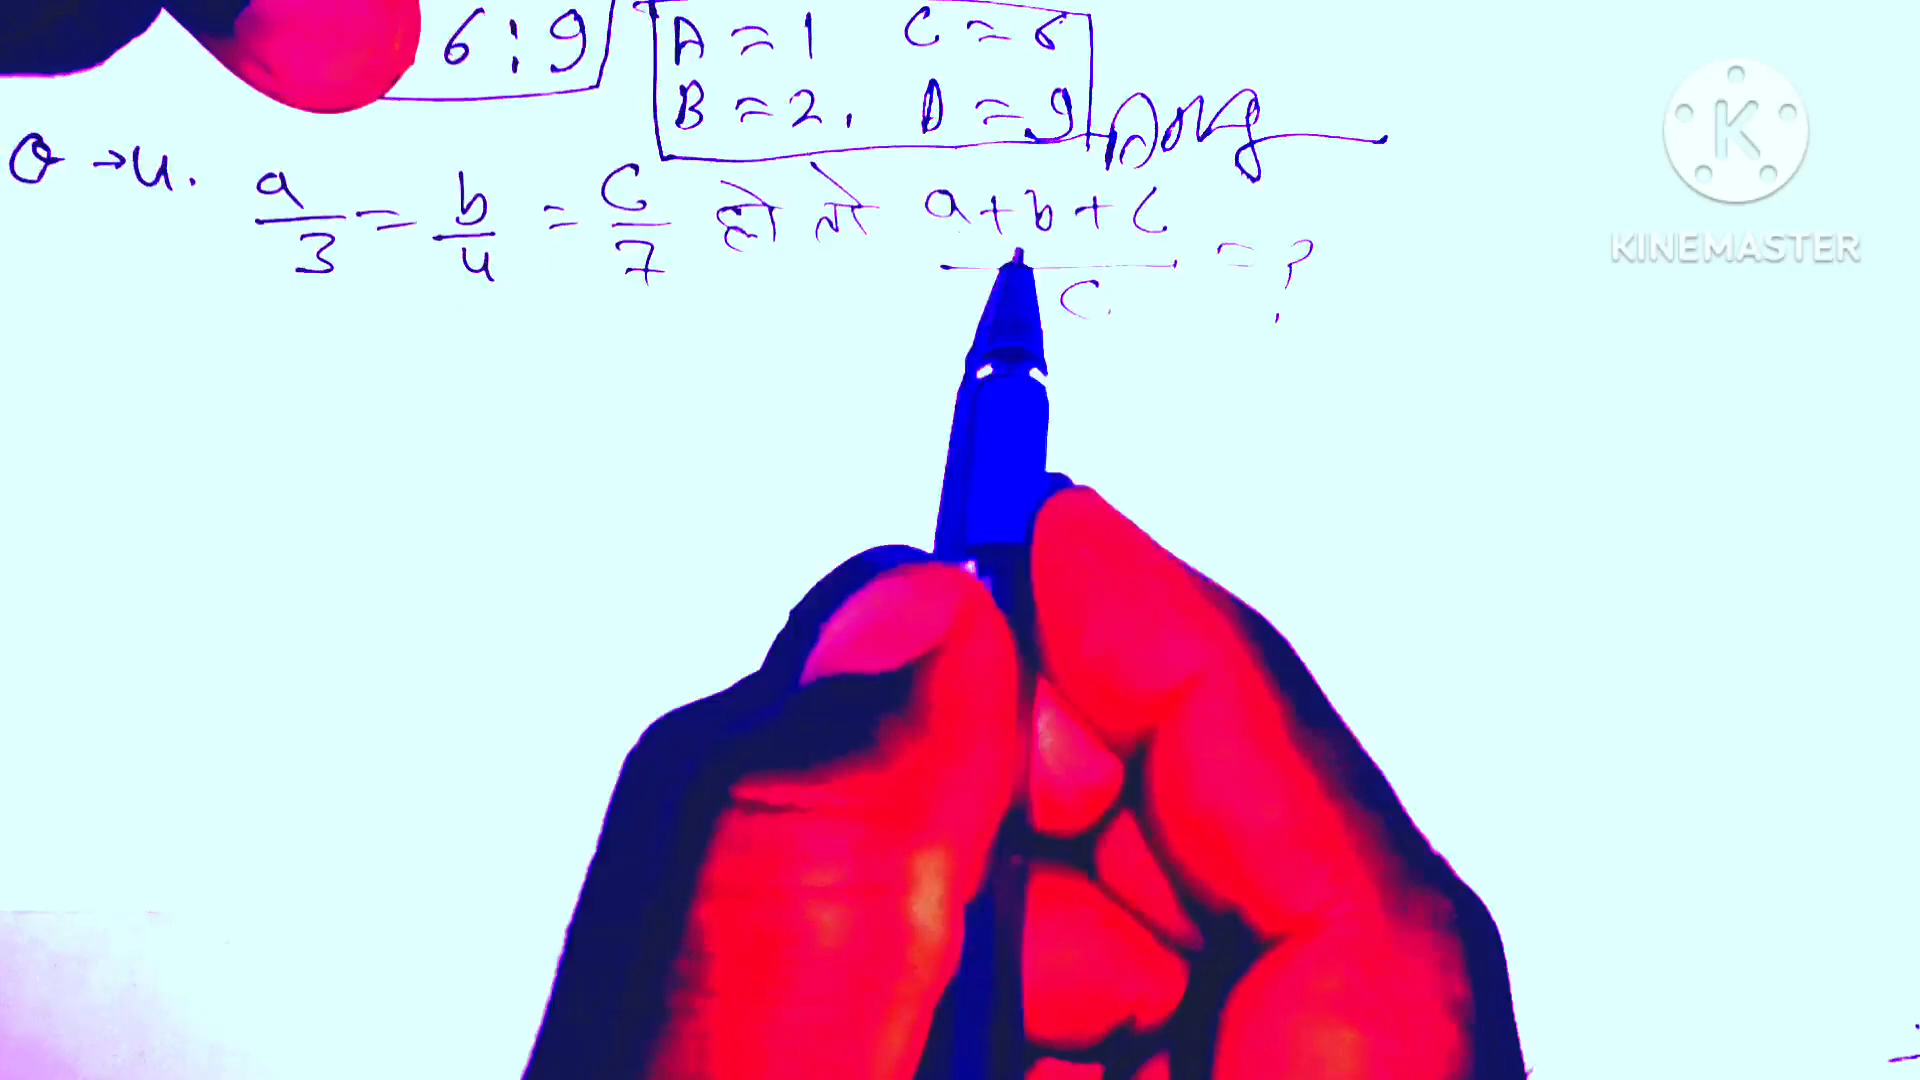 6 : 9 A = 1 C = 6
B = 2, D = 9
Q → 4. a/3 = b/4 = c/7 हो तो a+b+c/c = ?
K
KINEMASTER